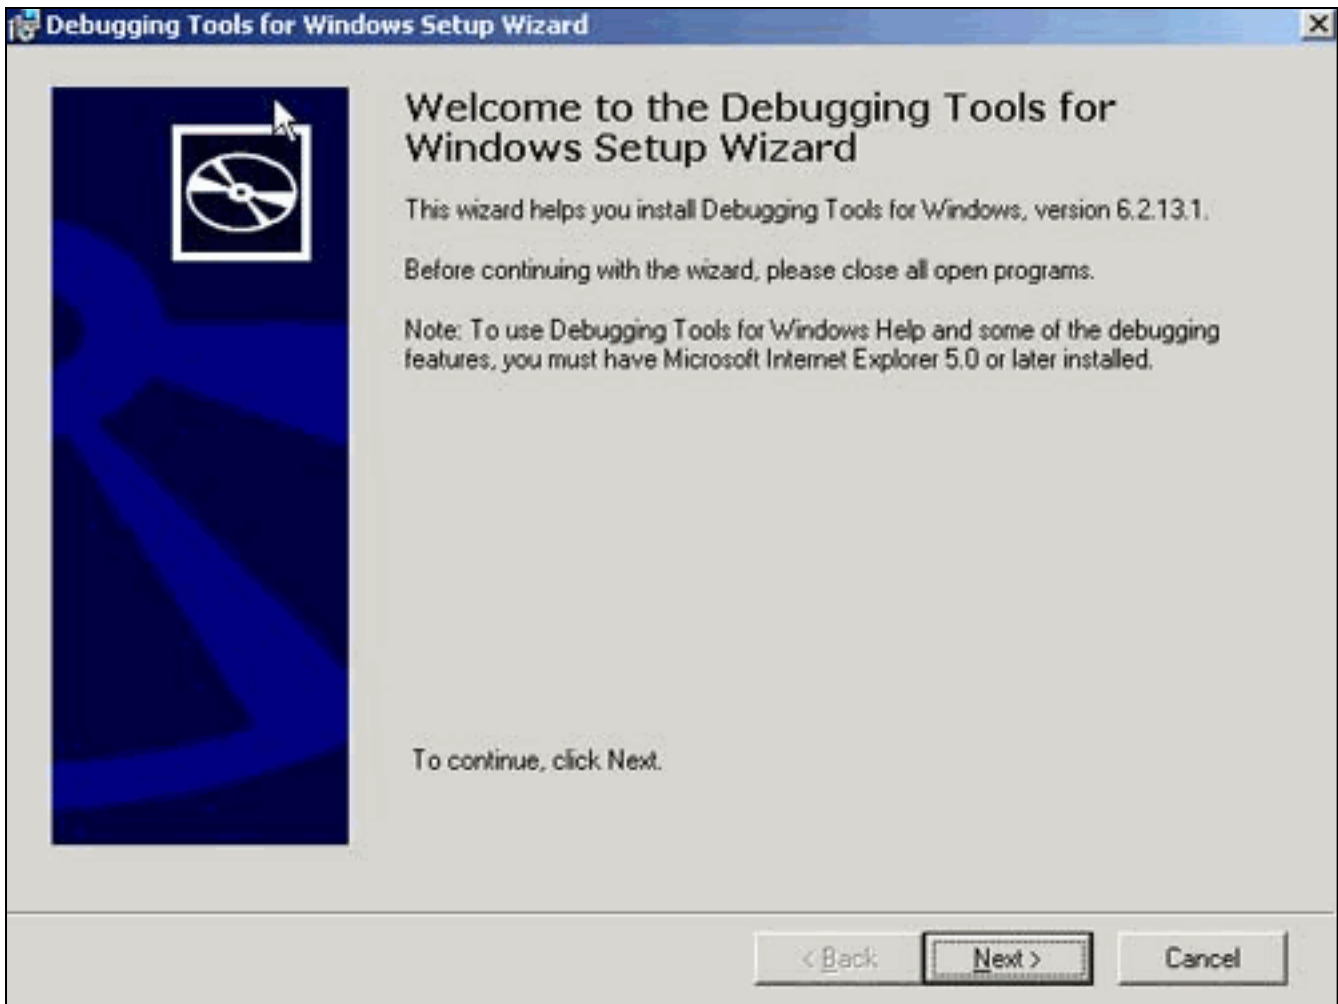 Debugging Tools for Windows Setup Wizard
Welcome to the Debugging Tools for
Windows Setup Wizard
This wizard helps you install Debugging Tools for Windows, version 6.2.13.1.
Before continuing with the wizard, please close all open programs.
Note: To use Debugging Tools for Windows Help and some of the debugging
features, you must have Microsoft Internet Explorer 5.0 or later installed.
To continue, click Next.
< Back   Next >   Cancel